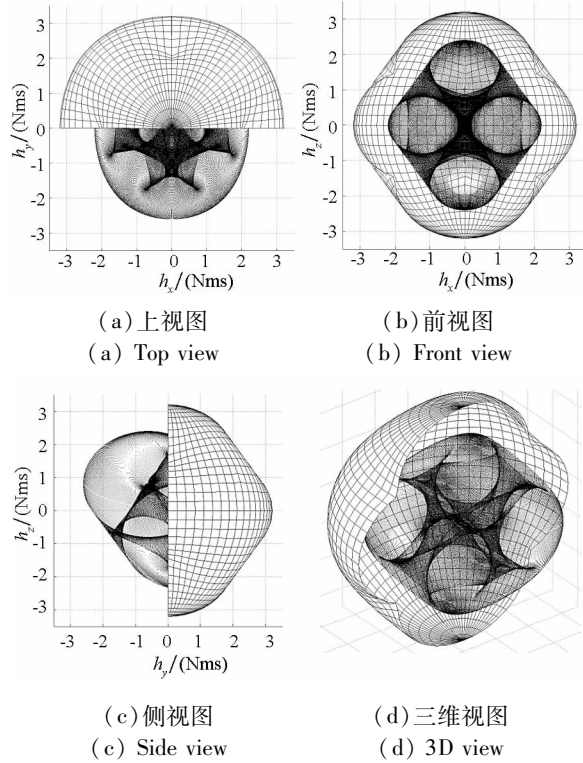 3
2
1
0
-1
-2
-3
h_y/(Nms)
-3 -2 -1 0 1 2 3
h_x/(Nms)
3
2
1
0
-1
-2
-3
h_z/(Nms)
-3 -2 -1 0 1 2 3
h_x/(Nms)
(a)上视图
(a) Top view
(b)前视图
(b) Front view
3
2
1
0
-1
-2
-3
h_z/(Nms)
-3 -2 -1 0 1 2 3
h_y/(Nms)
(c)侧视图
(c) Side view
(d)三维视图
(d) 3D view